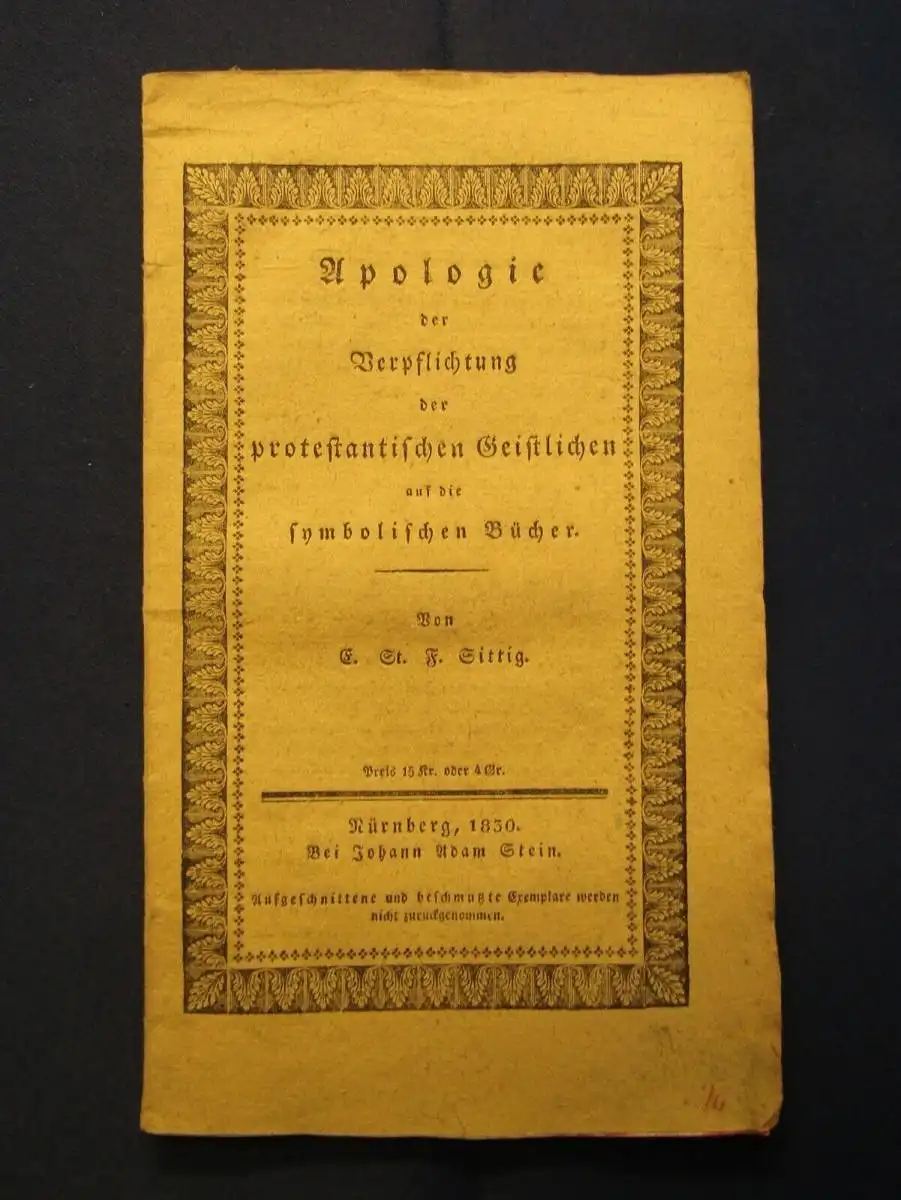 Apologie
der
Verpflichtung
der
protestantischen Geistlichen
auf die
symbolischen Bücher.
Von
E. St. F. Sittig.
Preis 15 Kr. oder 4 Gr.
Nürnberg, 1830.
Bei Johann Adam Stein.
Aufgeschnittene und beschmutzte Exemplare werden
nicht zurückgenommen.